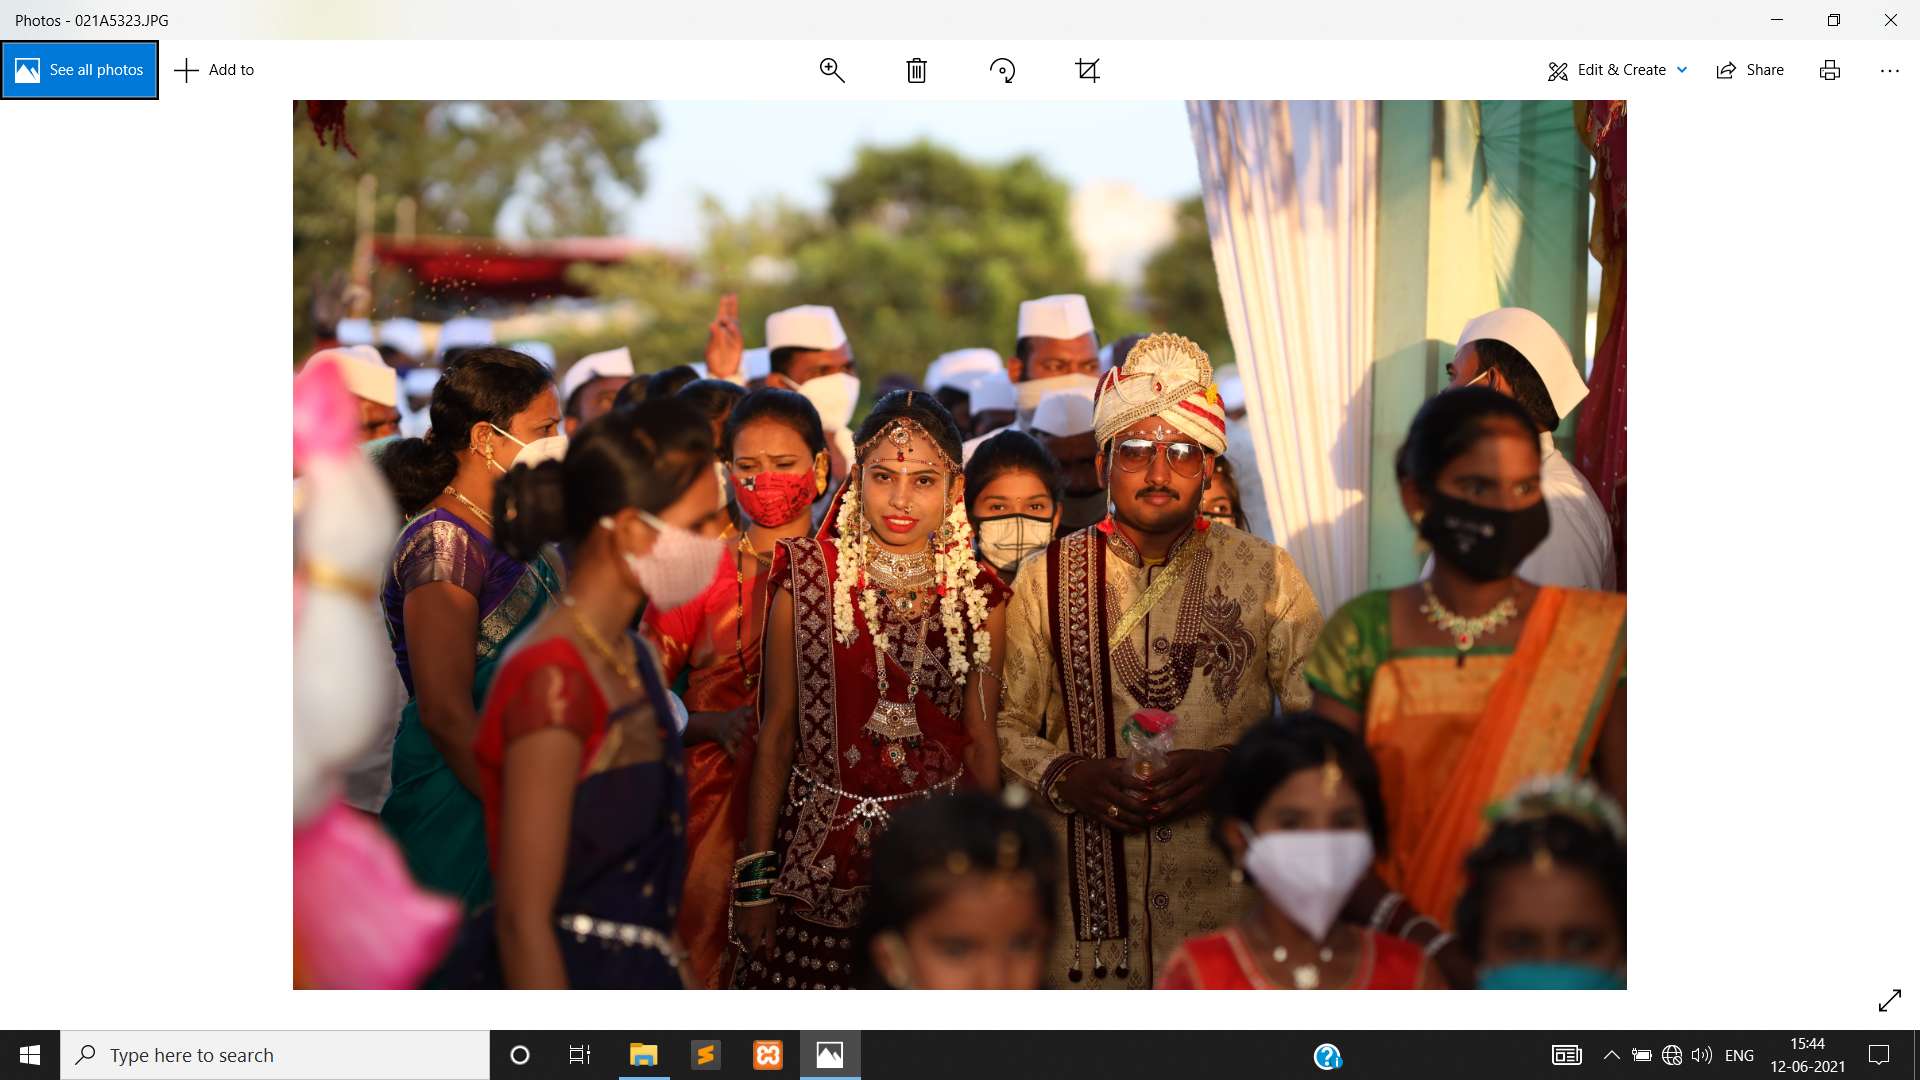 Photos - 021A5323.JPG
See all photos
Add to
Edit & Create
Share
Type here to search
ENG
15:44
12-06-2021